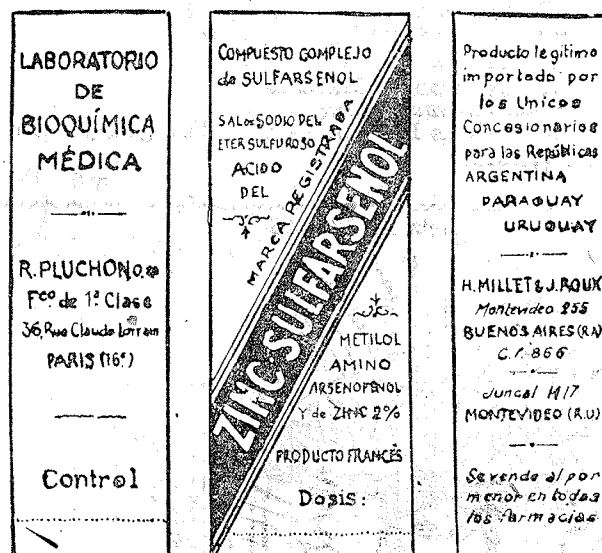 LABORATORIO
DE
BIOQUÍMICA
MÉDICA
R. PLUCHON
Fco de 1ª Clase
36, Rue Claude Lorrain
PARIS (16e)
Control
COMPUESTO COMPLEJO
de SULFARSENOL
SAL de SODIO DEL
ETER SULFUROSO
ACIDO
DEL
MARCA REGISTRADA
ZINC-SULFARSENOL
METILOL
AMINO
ARSENOFENOL
Y de ZINC 2%
PRODUCTO FRANCÉS
Dosis:
Producto legitimo
importado por
los Unicos
Concesionarios
para las Repúblicas
ARGENTINA
PARAGUAY
URUGUAY
H. MILLET & J. ROUX
Montevideo 255
BUENOS AIRES (RA)
C. 866
Juncal
MONTEVIDEO (R.U)
Se vende al por
menor en todas
las farmacias